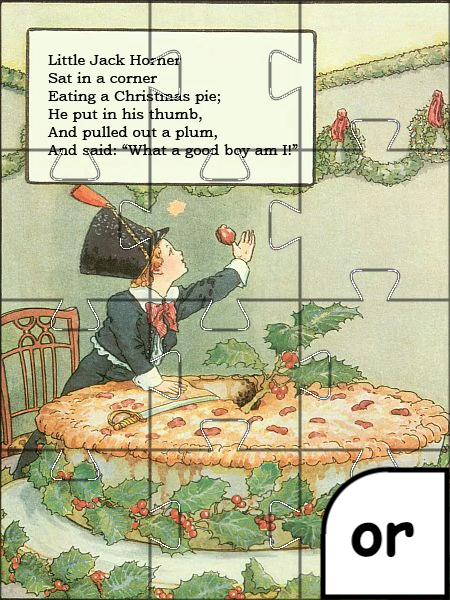 Little Jack Horner
Sat in a corner
Eating a Christmas pie;
He put in his thumb,
And pulled out a plum,
And said: “What a good boy am I!”
or